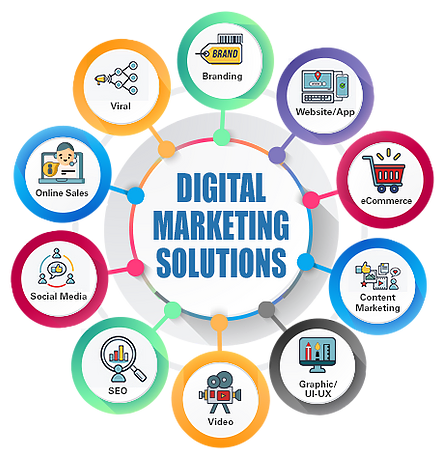 DIGITAL
MARKETING
SOLUTIONS
BRAND
Branding
Website/App
eCommerce
Content
Marketing
Graphic/
UI-UX
Video
SEO
Social Media
Online Sales
Viral